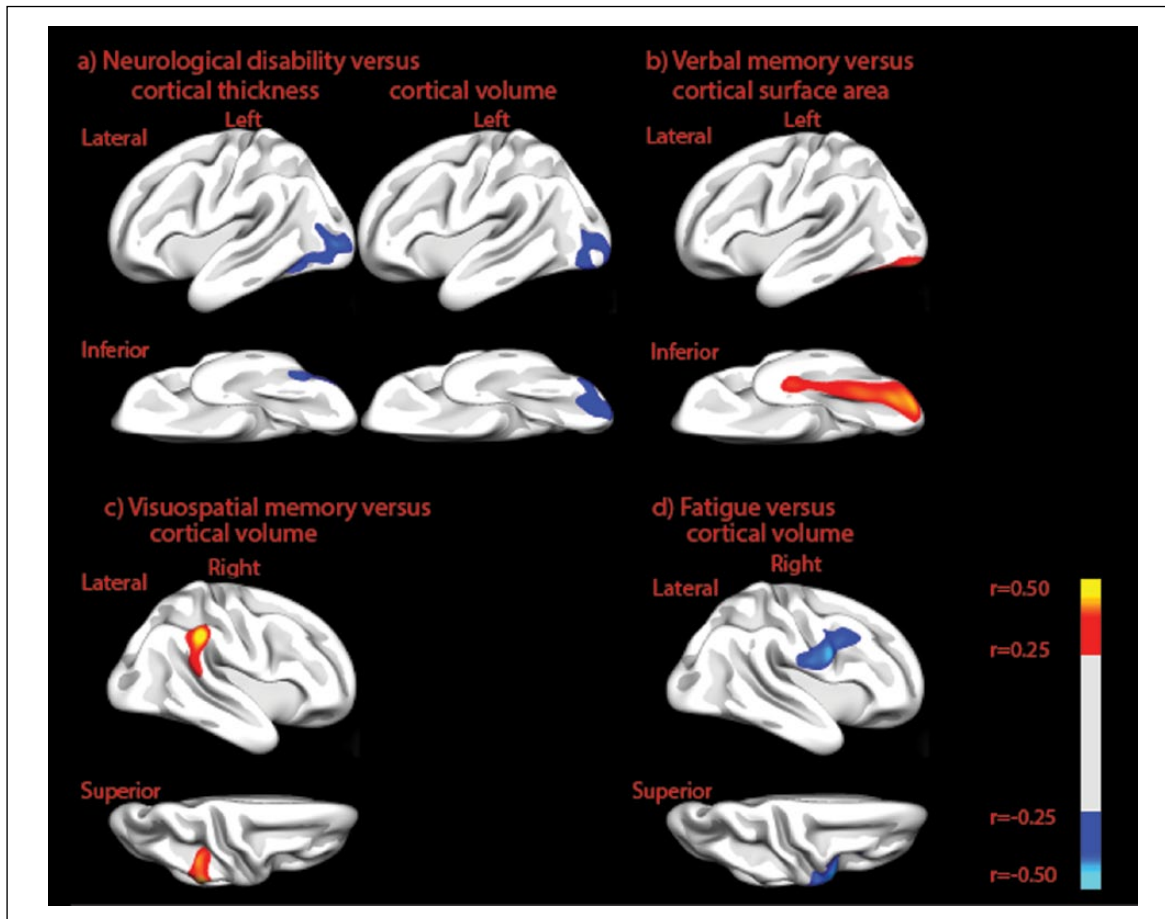 a) Neurological disability versus
cortical thickness
cortical volume
Left
Left
Lateral
Inferior
b) Verbal memory versus
cortical surface area
Left
Lateral
Inferior
c) Visuospatial memory versus
cortical volume
Right
Lateral
Superior
d) Fatigue versus
cortical volume
Right
Lateral
Superior
r=0.50
r=0.25
r=-0.25
r=-0.50